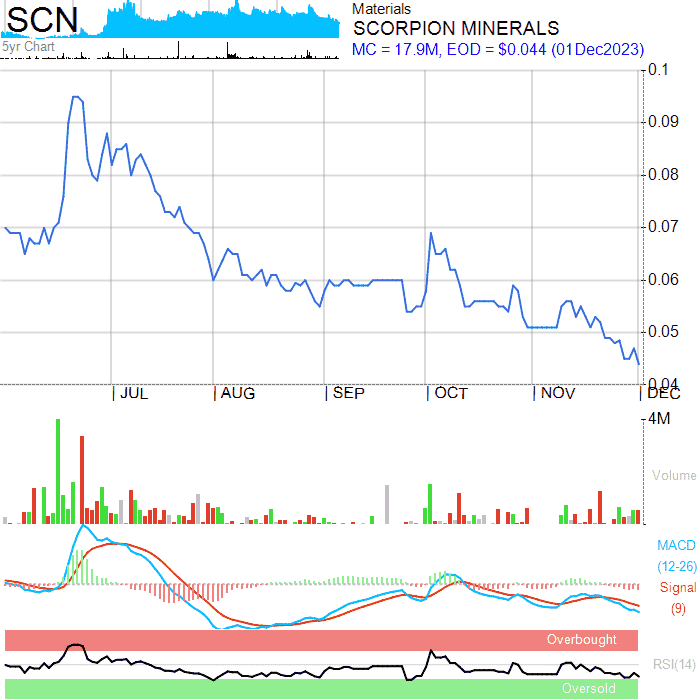 SCN
5yr Chart
Materials
SCORPION MINERALS
MC = 17.9M, EOD = $0.044 (01Dec2023)
0.1
0.09
0.08
0.07
0.06
0.05
0.04
JUL AUG SEP OCT NOV DEC
4M
Volume
MACD
(12-26)
Signal
(9)
Overbought
RSI(14)
Oversold